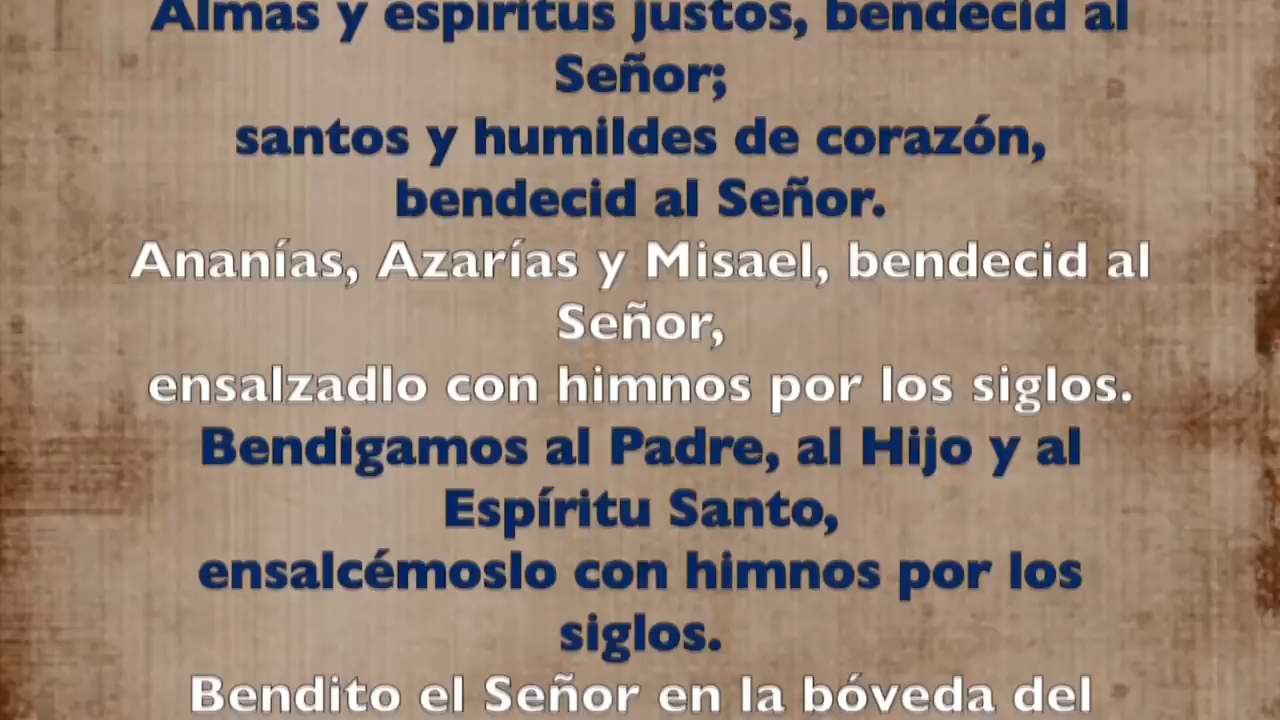 Almas y espíritus justos, bendecid al
Señor;
santos y humildes de corazón,
bendecid al Señor.
Ananías, Azarías y Misael, bendecid al
Señor,
ensalzadlo con himnos por los siglos.
Bendigamos al Padre, al Hijo y al
Espíritu Santo,
ensalcémoslo con himnos por los
siglos.
Bendito el Señor en la bóveda del